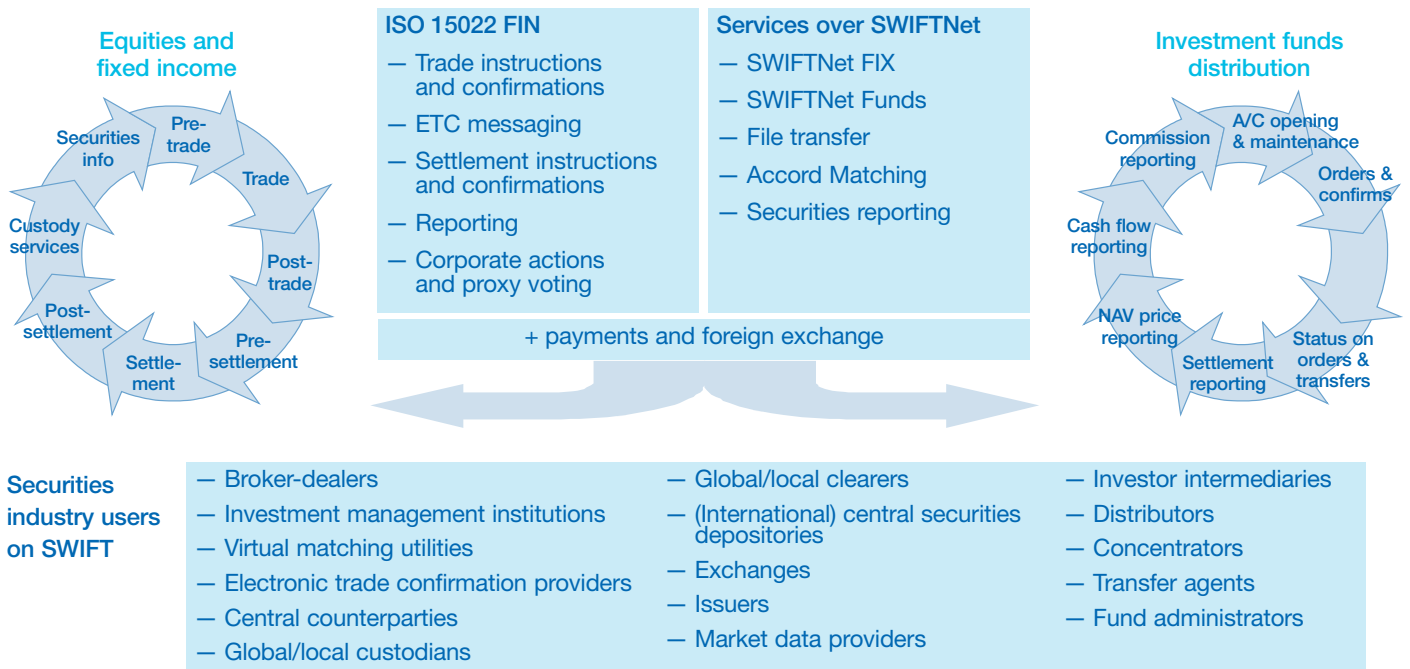 Equities and
fixed income
Securities
info
Pre-
trade
Trade
Post-
trade
Pre-
settlement
Settle-
ment
Post-
settlement
Custody
services
ISO 15022 FIN
— Trade instructions
and confirmations
— ETC messaging
— Settlement instructions
and confirmations
— Reporting
— Corporate actions
and proxy voting
Services over SWIFTNet
— SWIFTNet FIX
— SWIFTNet Funds
— File transfer
— Accord Matching
— Securities reporting
+ payments and foreign exchange
Investment funds
distribution
A/C opening
& maintenance
Orders &
confirms
Status on
orders &
transfers
Settlement
reporting
NAV price
reporting
Cash flow
reporting
Commission
reporting
Securities
industry users
on SWIFT
— Broker-dealers
— Investment management institutions
— Virtual matching utilities
— Electronic trade confirmation providers
— Central counterparties
— Global/local custodians
— Global/local clearers
— (International) central securities
depositories
— Exchanges
— Issuers
— Market data providers
— Investor intermediaries
— Distributors
— Concentrators
— Transfer agents
— Fund administrators